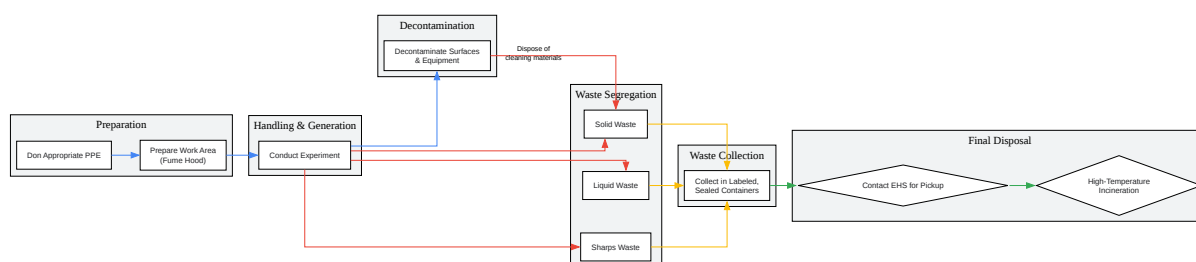 Decontamination
Decontaminate Surfaces
& Equipment
Dispose of
cleaning materials
Waste Segregation
Solid Waste
Liquid Waste
Sharps Waste
Preparation
Don Appropriate PPE
Prepare Work Area
(Fume Hood)
Handling & Generation
Conduct Experiment
Waste Collection
Collect in Labeled,
Sealed Containers
Final Disposal
Contact EHS for Pickup
High-Temperature
Incineration